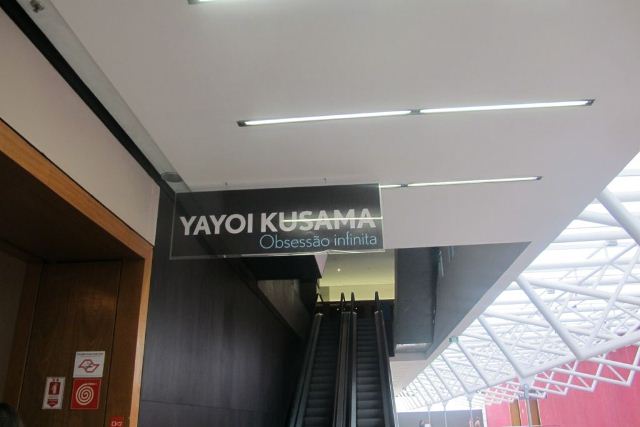 YAYOI KUSAMA
Obsessão infinita